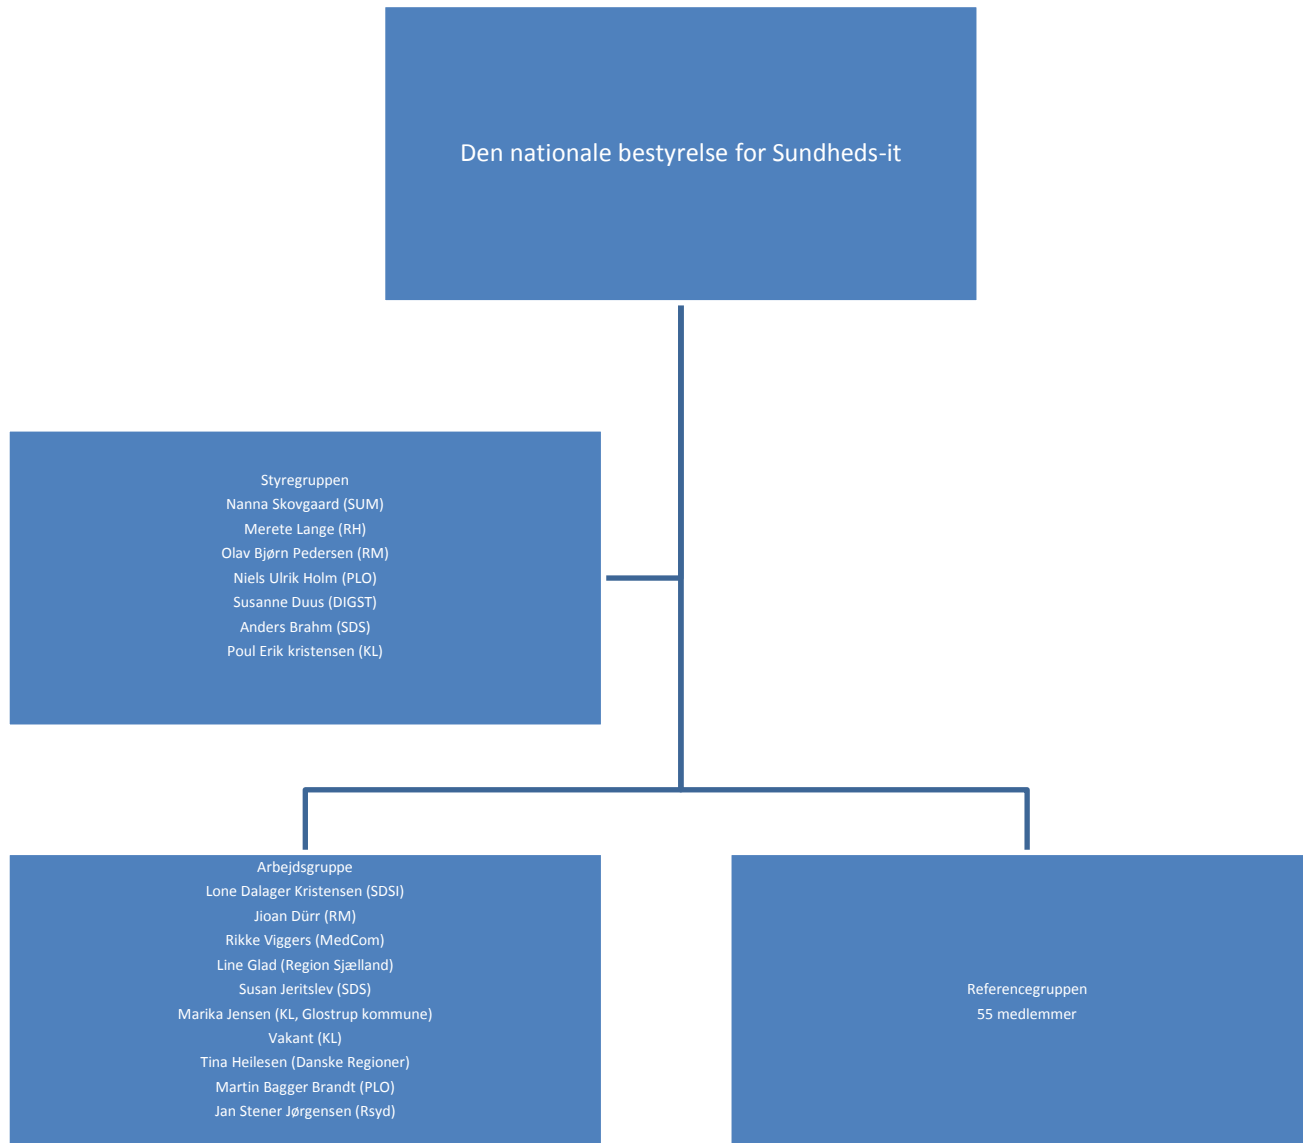 Den nationale bestyrelse for Sundheds-it
Styregruppen
Nanna Skovgaard (SUM)
Merete Lange (RH)
Olav Bjørn Pedersen (RM)
Niels Ulrik Holm (PLO)
Susanne Duus (DIGST)
Anders Brahm (SDS)
Poul Erik kristensen (KL)
Arbejdsgruppe
Lone Dalager Kristensen (SDSI)
Jioan Dürr (RM)
Rikke Viggers (MedCom)
Line Glad (Region Sjælland)
Susan Jeritslev (SDS)
Marika Jensen (KL, Glostrup kommune)
Vakant (KL)
Tina Heilesen (Danske Regioner)
Martin Bagger Brandt (PLO)
Jan Stener Jørgensen (Rsyd)
Referencegruppen
55 medlemmer